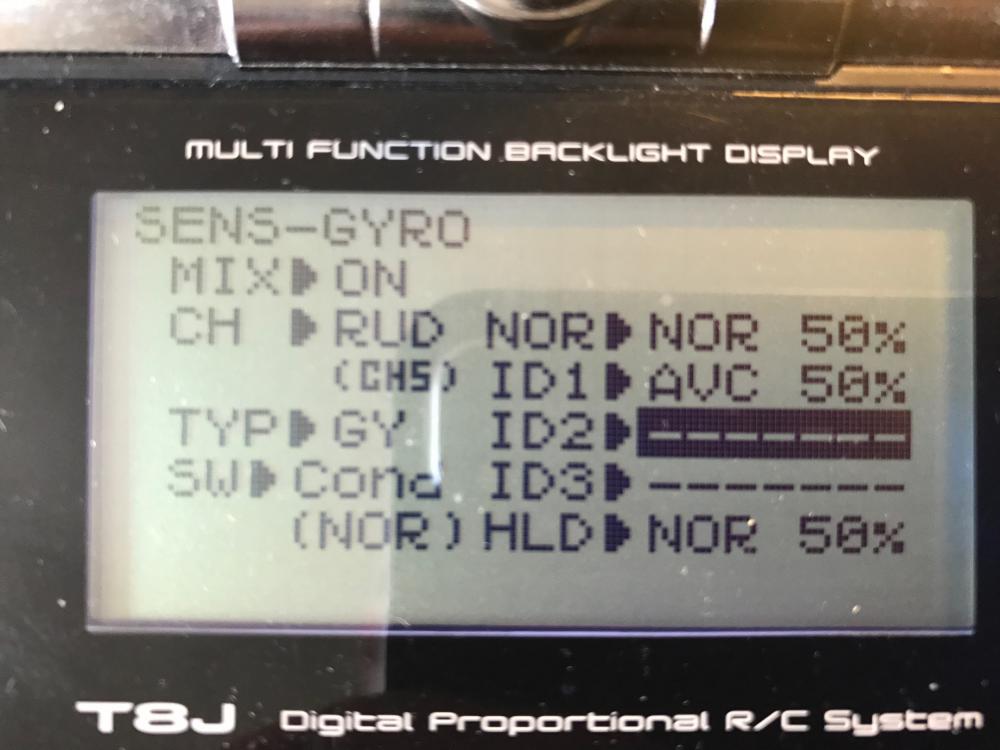 MULTI FUNCTION BACKLIGHT DISPLAY
SENS-GYRO
MIX▶ON
CH ▶RUD NOR▶NOR 50%
(CH5) ID1▶AVC 50%
TYP▶GY ID2▶-------
SW▶Cond ID3▶-------
(NOR) HLD▶NOR 50%
T8J Digital Proportional R/C System